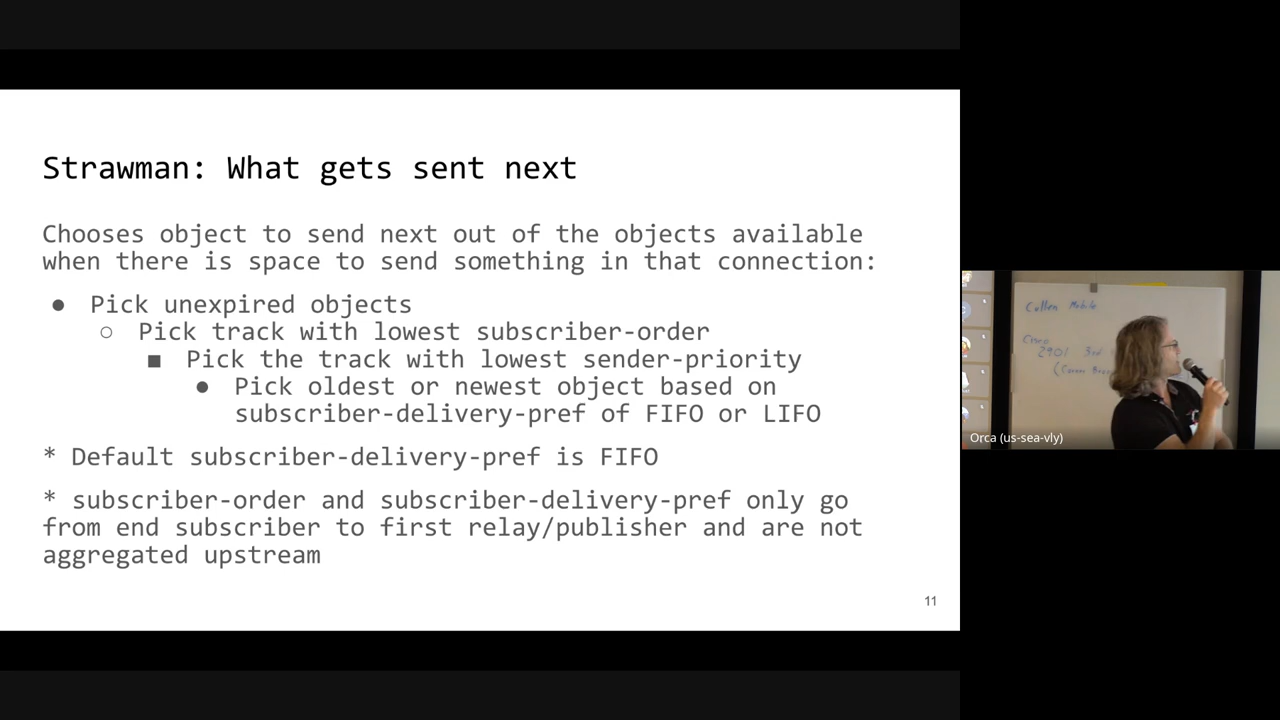 Strawman: What gets sent next
Chooses object to send next out of the objects available
when there is space to send something in that connection:
● Pick unexpired objects
○ Pick track with lowest subscriber-order
■ Pick the track with lowest sender-priority
● Pick oldest or newest object based on
subscriber-delivery-pref of FIFO or LIFO
* Default subscriber-delivery-pref is FIFO
* subscriber-order and subscriber-delivery-pref only go
from end subscriber to first relay/publisher and are not
aggregated upstream
11
Cullen Mobile
Cisco
2901 3rd
Orca (us-sea-vly)